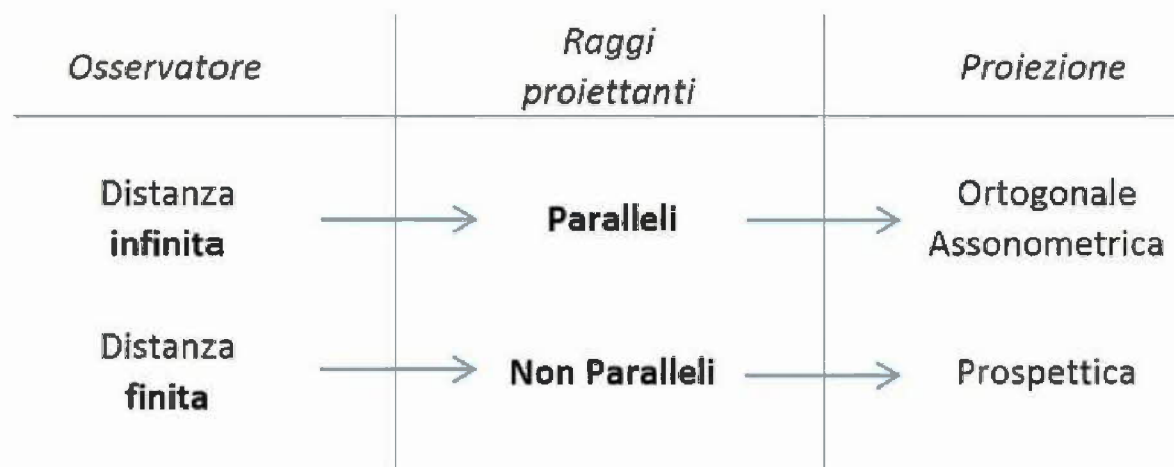 Osservatore
Raggi
proiettanti
Proiezione
Distanza
infinita
Paralleli
Ortogonale
Assonometrica
Distanza
finita
Non Paralleli
Prospettica